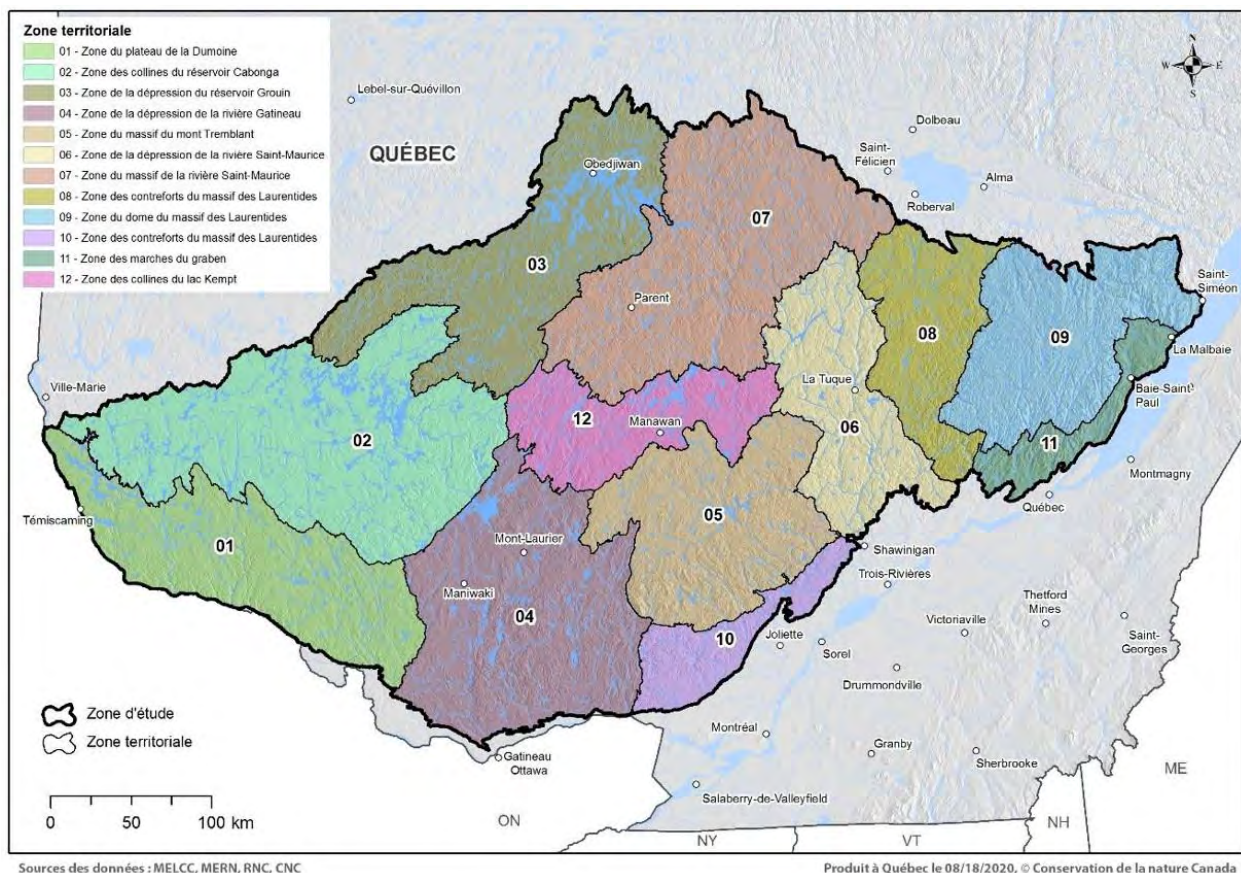 Zone territoriale
01 - Zone du plateau de la Dumoine
02 - Zone des collines du réservoir Cabonga
03 - Zone de la dépression du réservoir Grouin
04 - Zone de la dépression de la rivière Gatineau
05 - Zone du massif du mont Tremblant
06 - Zone de la dépression de la rivière Saint-Maurice
07 - Zone du massif de la rivière Saint-Maurice
08 - Zone des contreforts du massif des Laurentides
09 - Zone du dome du massif des Laurentides
10 - Zone des contreforts du massif des Laurentides
11 - Zone des marches du graben
12 - Zone des collines du lac Kempt
N
W
E
S
Lebel-sur-Quévillon
QUÉBEC
Obedjiwan
Dolbeau
Saint-
Félicien
Alma
Roberval
07
03
Parent
Saint-
Siméon
08
09
La Malbaie
Ville-Marie
La Tuque
Baie-Saint-
Paul
12
Manawan
02
06
11
Montmagny
Témiscaming
Québec
05
01
Mont-Laurier
Shawinigan
Maniwaki
Trois-Rivières
04
Thetford
Mines
Victoriaville
Saint-
Georges
10
Joliette
Sorel
Drummondville
Zone d'étude
Zone territoriale
Montréal
Granby
Sherbrooke
Gatineau
Ottawa
ME
Salaberry-de-Valleyfield
0 50 100 km
ON
NY
VT
NH
Sources des données : MELCC, MERN, RNC, CNC
Produit à Québec le 08/18/2020, © Conservation de la nature Canada